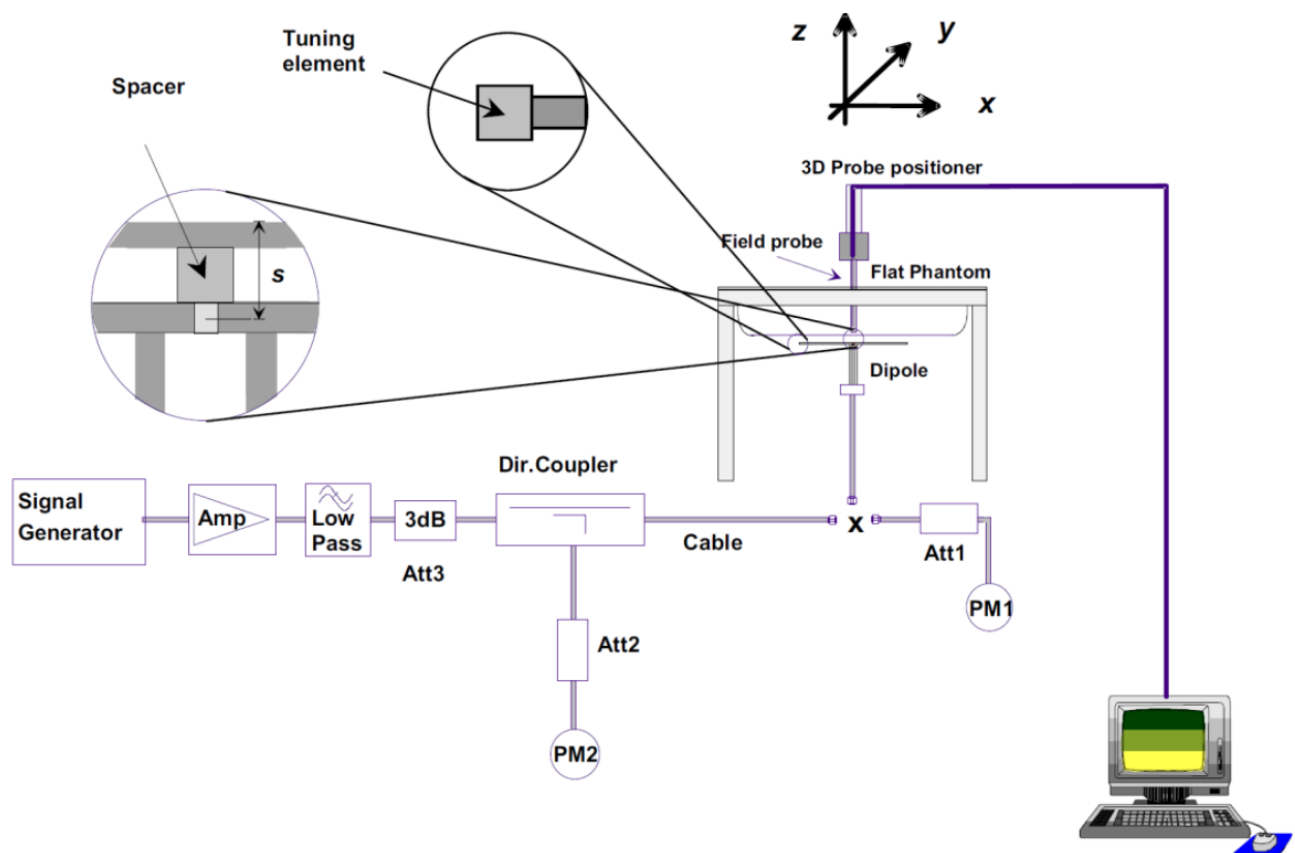 z
y
x
Tuning
element
Spacer
s
3D Probe positioner
Field probe
Flat Phantom
Dipole
Dir.Coupler
Signal
Generator
Amp
Low
Pass
3dB
Att3
Cable
x
Att1
PM1
Att2
PM2